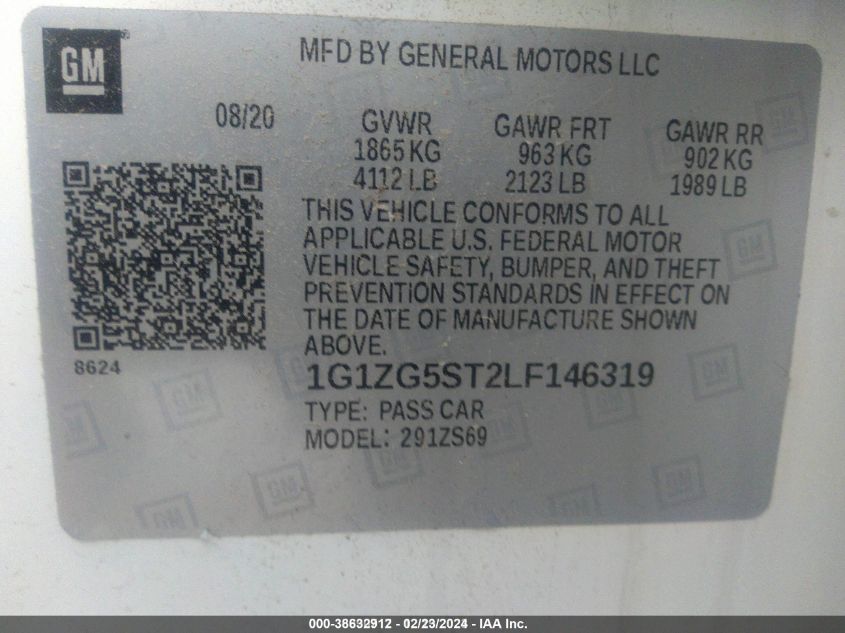 GM
MFD BY GENERAL MOTORS LLC
08/20
GVWR GAWR FRT GAWR RR
1865 KG 963 KG 902 KG
4112 LB 2123 LB 1989 LB
THIS VEHICLE CONFORMS TO ALL
APPLICABLE U.S. FEDERAL MOTOR
VEHICLE SAFETY, BUMPER, AND THEFT
PREVENTION STANDARDS IN EFFECT ON
THE DATE OF MANUFACTURE SHOWN
ABOVE.
8624
1G1ZG5ST2LF146319
TYPE: PASS CAR
MODEL: 291ZS69
000-38632912 - 02/23/2024 - IAA Inc.